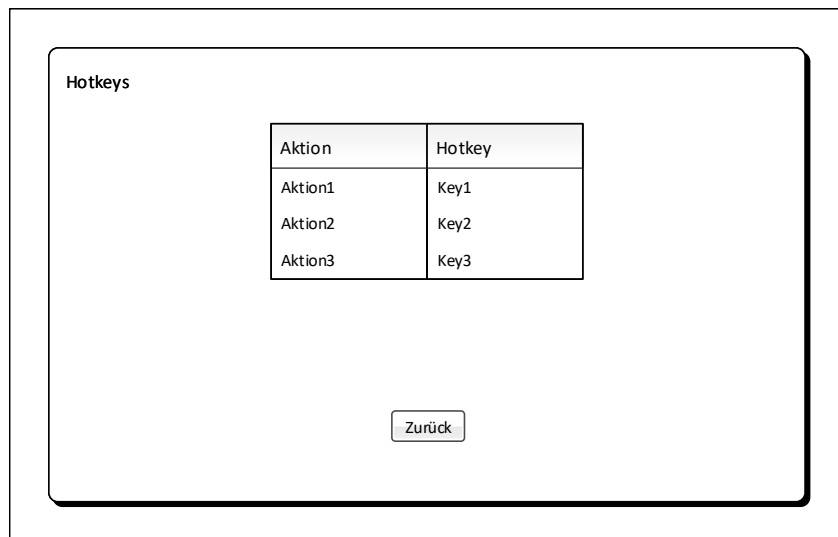 Hotkeys
Aktion Hotkey
Aktion1 Key1
Aktion2 Key2
Aktion3 Key3
Zurück